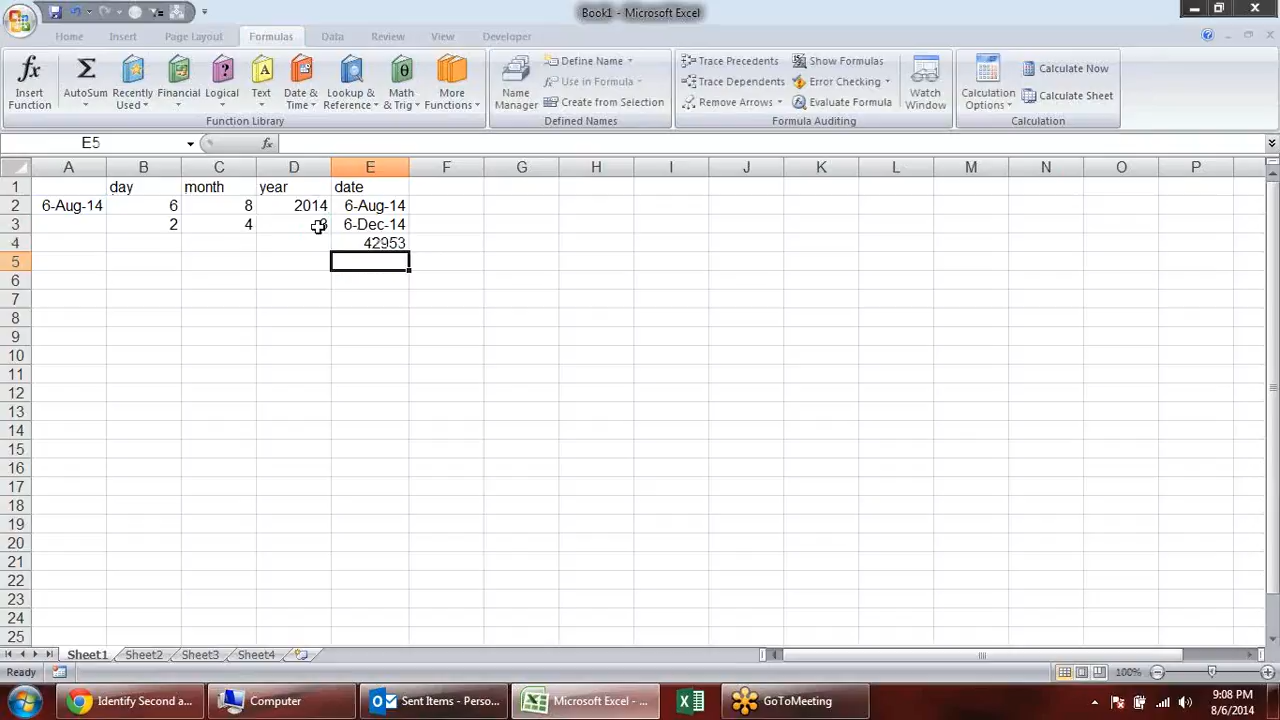 Book1 - Microsoft Excel
Home Insert Page Layout Formulas Data Review View Developer
Insert Function
AutoSum
Recently Used
Financial
Logical
Text
Date & Time
Lookup & Reference
Math & Trig
More Functions
Function Library
Name Manager
Define Name
Use in Formula
Create from Selection
Defined Names
Trace Precedents
Trace Dependents
Remove Arrows
Show Formulas
Error Checking
Evaluate Formula
Formula Auditing
Watch Window
Calculation Options
Calculate Now
Calculate Sheet
Calculation
E5 fx
A B C D E F G H I J K L M N O P
1 day month year date
2 6-Aug-14 6 8 2014 6-Aug-14
3 2 4 3 6-Dec-14
4 42953
5
6
7
8
9
10
11
12
13
14
15
16
17
18
19
20
21
22
23
24
25
Sheet1 Sheet2 Sheet3 Sheet4
Ready 100%
Identify Second a... Computer Sent Items - Perso... Microsoft Excel - ... GoToMeeting
9:08 PM
8/6/2014